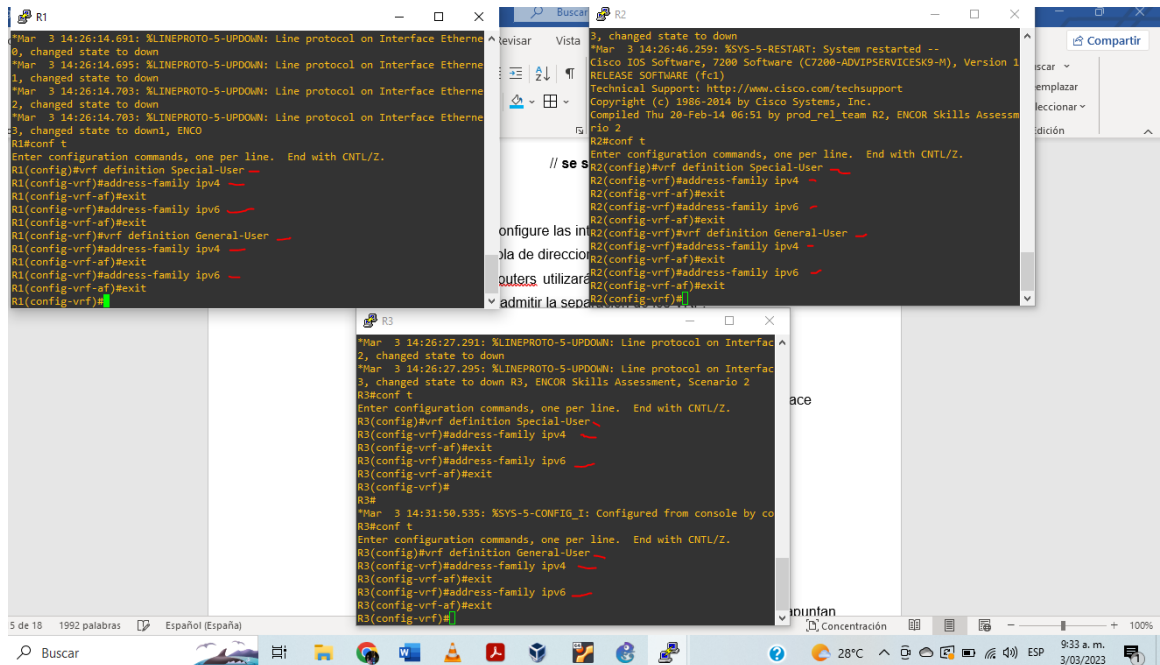 R1
*Mar  3 14:26:14.691: %LINEPROTO-5-UPDOWN: Line protocol on Interface Etherne
0, changed state to down
*Mar  3 14:26:14.695: %LINEPROTO-5-UPDOWN: Line protocol on Interface Etherne
1, changed state to down
*Mar  3 14:26:14.703: %LINEPROTO-5-UPDOWN: Line protocol on Interface Etherne
2, changed state to down
*Mar  3 14:26:14.703: %LINEPROTO-5-UPDOWN: Line protocol on Interface Etherne
3, changed state to down1, ENCO
R1#conf t
Enter configuration commands, one per line.  End with CNTL/Z.
R1(config)#vrf definition Special-User
R1(config-vrf)#address-family ipv4
R1(config-vrf-af)#exit
R1(config-vrf)#address-family ipv6
R1(config-vrf-af)#exit
R1(config-vrf)#vrf definition General-User
R1(config-vrf)#address-family ipv4
R1(config-vrf-af)#exit
R1(config-vrf)#address-family ipv6
R1(config-vrf-af)#exit
R1(config-vrf)#
Buscar
Revisar Vista
Compartir
R2
3, changed state to down
*Mar  3 14:26:46.259: %SYS-5-RESTART: System restarted --
Cisco IOS Software, 7200 Software (C7200-ADVIPSERVICESK9-M), Version 1
RELEASE SOFTWARE (fc1)
Technical Support: http://www.cisco.com/techsupport
Copyright (c) 1986-2014 by Cisco Systems, Inc.
Compiled Thu 20-Feb-14 06:51 by prod_rel_team R2, ENCOR Skills Assessm
rio 2
R2#conf t
Enter configuration commands, one per line.  End with CNTL/Z.
R2(config)#vrf definition Special-User
R2(config-vrf)#address-family ipv4
R2(config-vrf-af)#exit
R2(config-vrf)#address-family ipv6
R2(config-vrf-af)#exit
R2(config-vrf)#vrf definition General-User
R2(config-vrf)#address-family ipv4
R2(config-vrf-af)#exit
R2(config-vrf)#address-family ipv6
R2(config-vrf-af)#exit
R2(config-vrf)#
scar
emplazar
leccionar
dición
// se s
onfigure las int
bla de direccion
outers utilizará
admitir la separación de los VRF.
ace
apuntan
R3
*Mar  3 14:26:27.291: %LINEPROTO-5-UPDOWN: Line protocol on Interfac
2, changed state to down
*Mar  3 14:26:27.295: %LINEPROTO-5-UPDOWN: Line protocol on Interfac
3, changed state to down R3, ENCOR Skills Assessment, Scenario 2
R3#conf t
Enter configuration commands, one per line.  End with CNTL/Z.
R3(config)#vrf definition Special-User
R3(config-vrf)#address-family ipv4
R3(config-vrf-af)#exit
R3(config-vrf)#address-family ipv6
R3(config-vrf-af)#exit
R3(config-vrf)#
R3#
*Mar  3 14:31:50.535: %SYS-5-CONFIG_I: Configured from console by co
R3#conf t
Enter configuration commands, one per line.  End with CNTL/Z.
R3(config)#vrf definition General-User
R3(config-vrf)#address-family ipv4
R3(config-vrf-af)#exit
R3(config-vrf)#address-family ipv6
R3(config-vrf-af)#exit
R3(config-vrf)#
5 de 18 1992 palabras Español (España) Concentración 100%
Buscar 28°C ESP 9:33 a. m.
3/03/2023